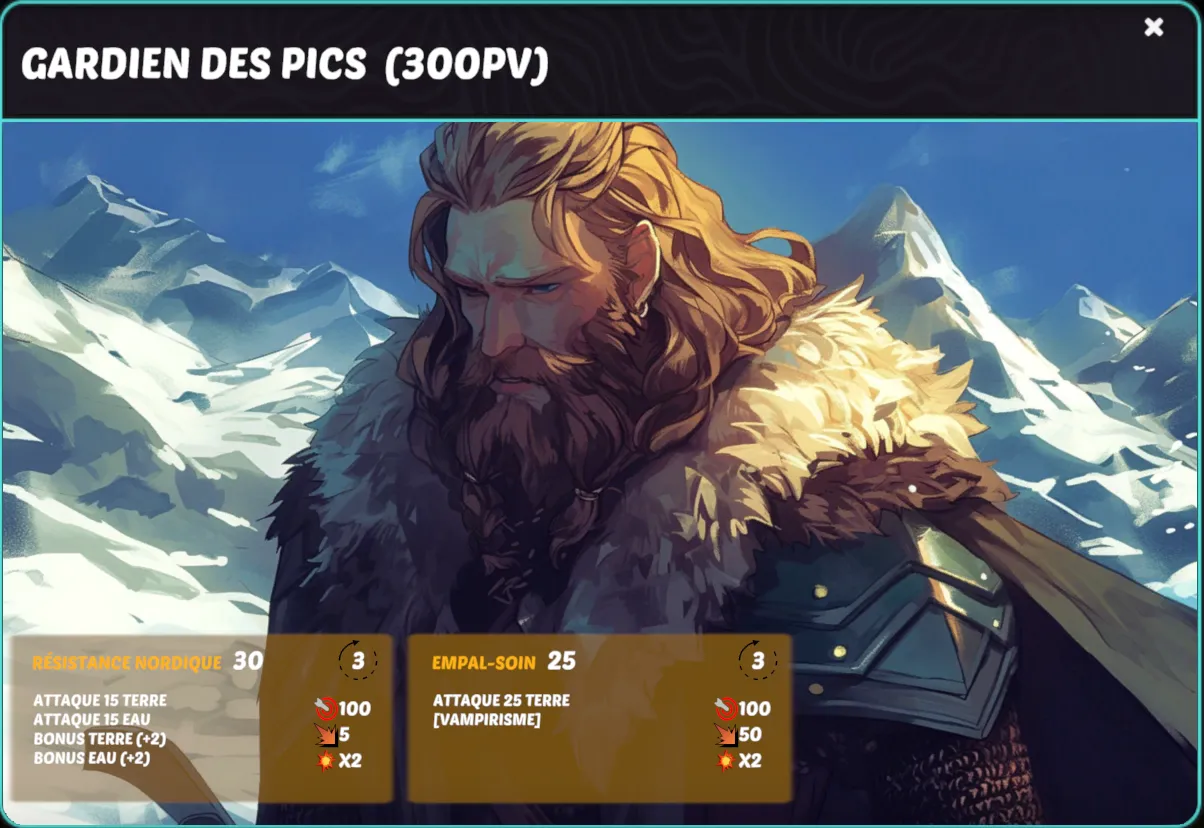 GARDIEN DES PICS (300PV)
RÉSISTANCE NORDIQUE 30 3
ATTAQUE 15 TERRE
ATTAQUE 15 EAU
BONUS TERRE (+2)
BONUS EAU (+2)
100
5
X2
EMPAL-SOIN 25 3
ATTAQUE 25 TERRE
[VAMPIRISME]
100
50
X2